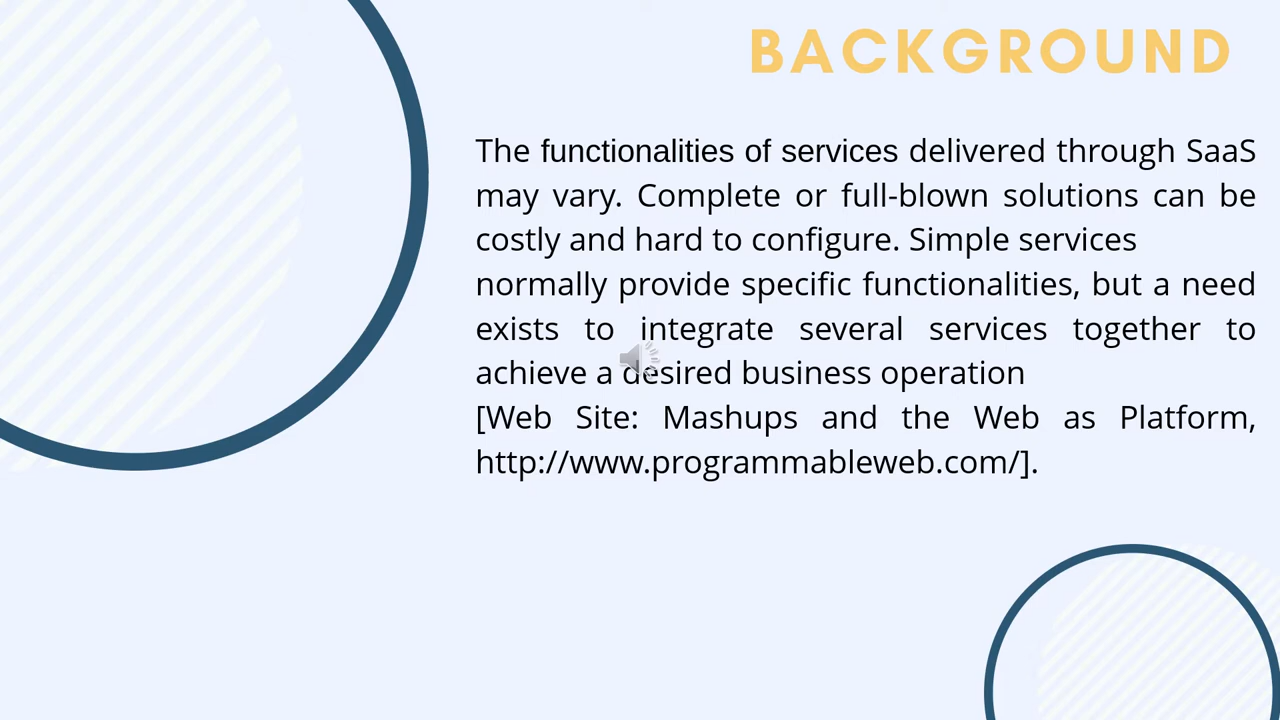 BACKGROUND
The functionalities of services delivered through SaaS
may vary. Complete or full-blown solutions can be
costly and hard to configure. Simple services
normally provide specific functionalities, but a need
exists to integrate several services together to
achieve a desired business operation
[Web Site: Mashups and the Web as Platform,
http://www.programmableweb.com/].